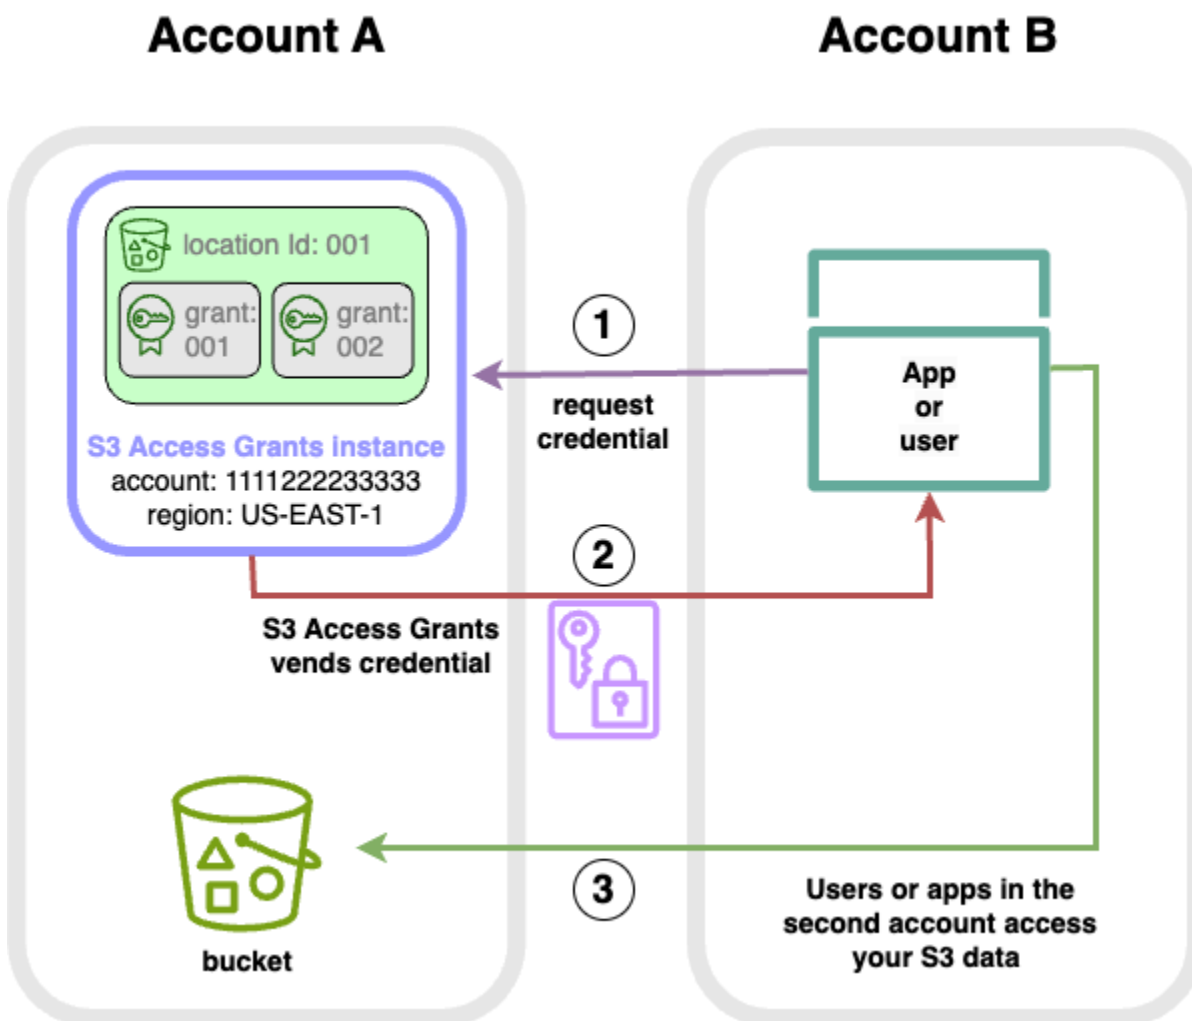 Account A
Account B
location Id: 001
grant:
001
grant:
002
S3 Access Grants instance
account: 1111222233333
region: US-EAST-1
1
request
credential
App
or
user
2
S3 Access Grants
vends credential
3
bucket
Users or apps in the
second account access
your S3 data